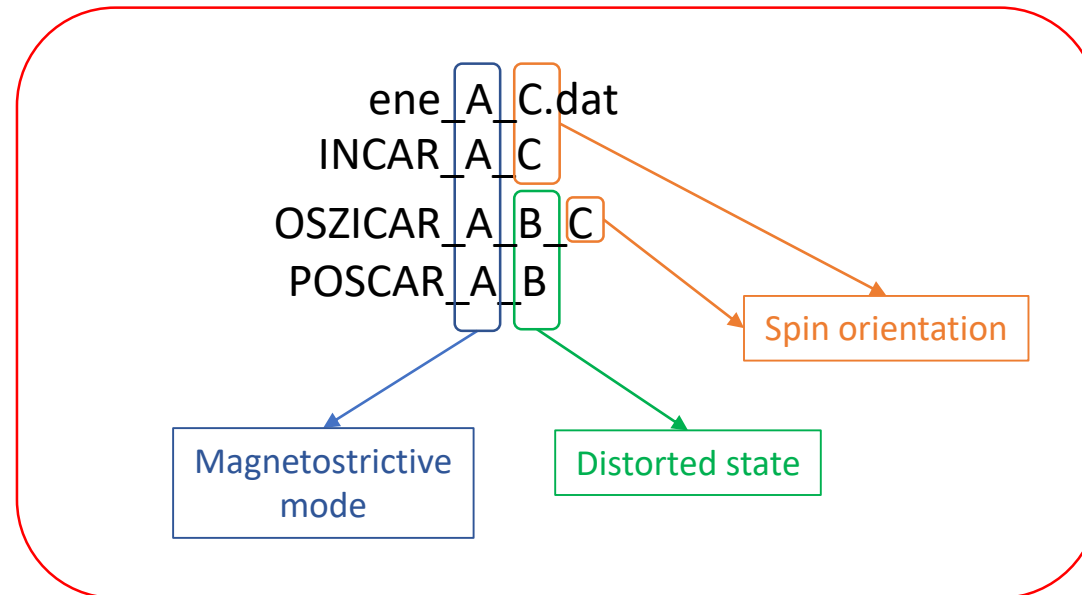 ene_A_C.dat
INCAR_A_C
OSZICAR_A_B_C
POSCAR_A_B
Spin orientation
Magnetostrictive
mode
Distorted state